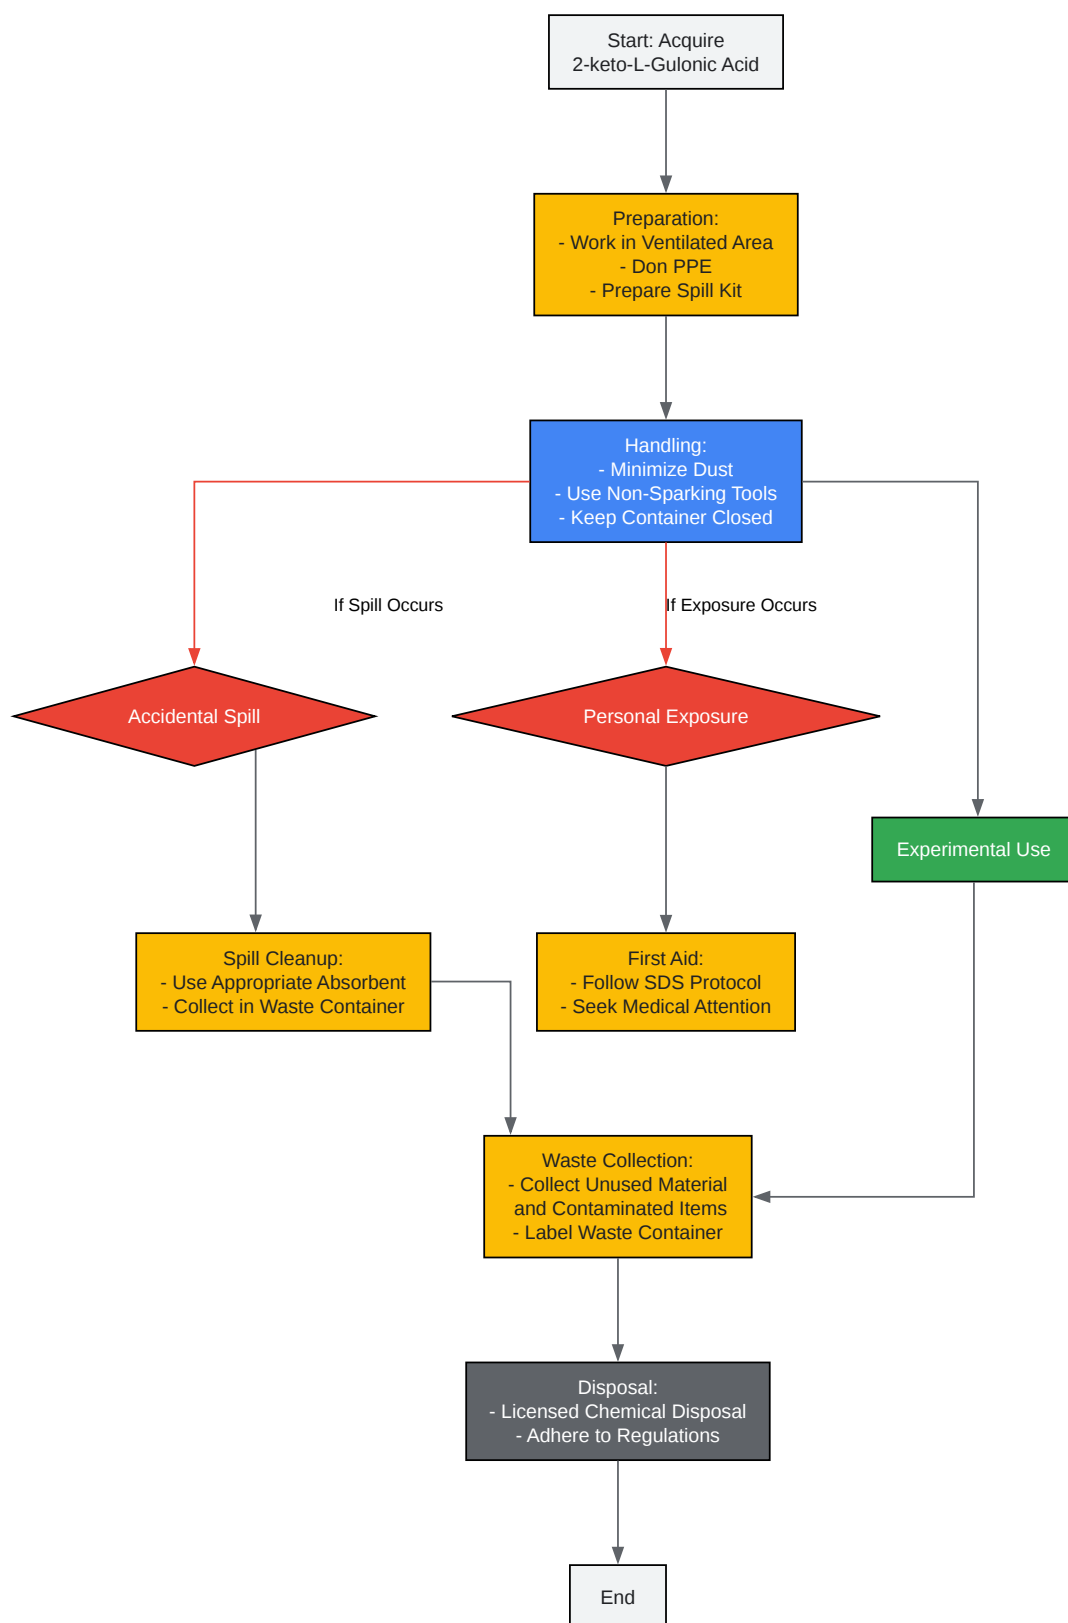 Start: Acquire
2-keto-L-Gulonic Acid
Preparation:
- Work in Ventilated Area
- Don PPE
- Prepare Spill Kit
Handling:
- Minimize Dust
- Use Non-Sparking Tools
- Keep Container Closed
If Spill Occurs
If Exposure Occurs
Accidental Spill
Personal Exposure
Experimental Use
Spill Cleanup:
- Use Appropriate Absorbent
- Collect in Waste Container
First Aid:
- Follow SDS Protocol
- Seek Medical Attention
Waste Collection:
- Collect Unused Material
and Contaminated Items
- Label Waste Container
Disposal:
- Licensed Chemical Disposal
- Adhere to Regulations
End